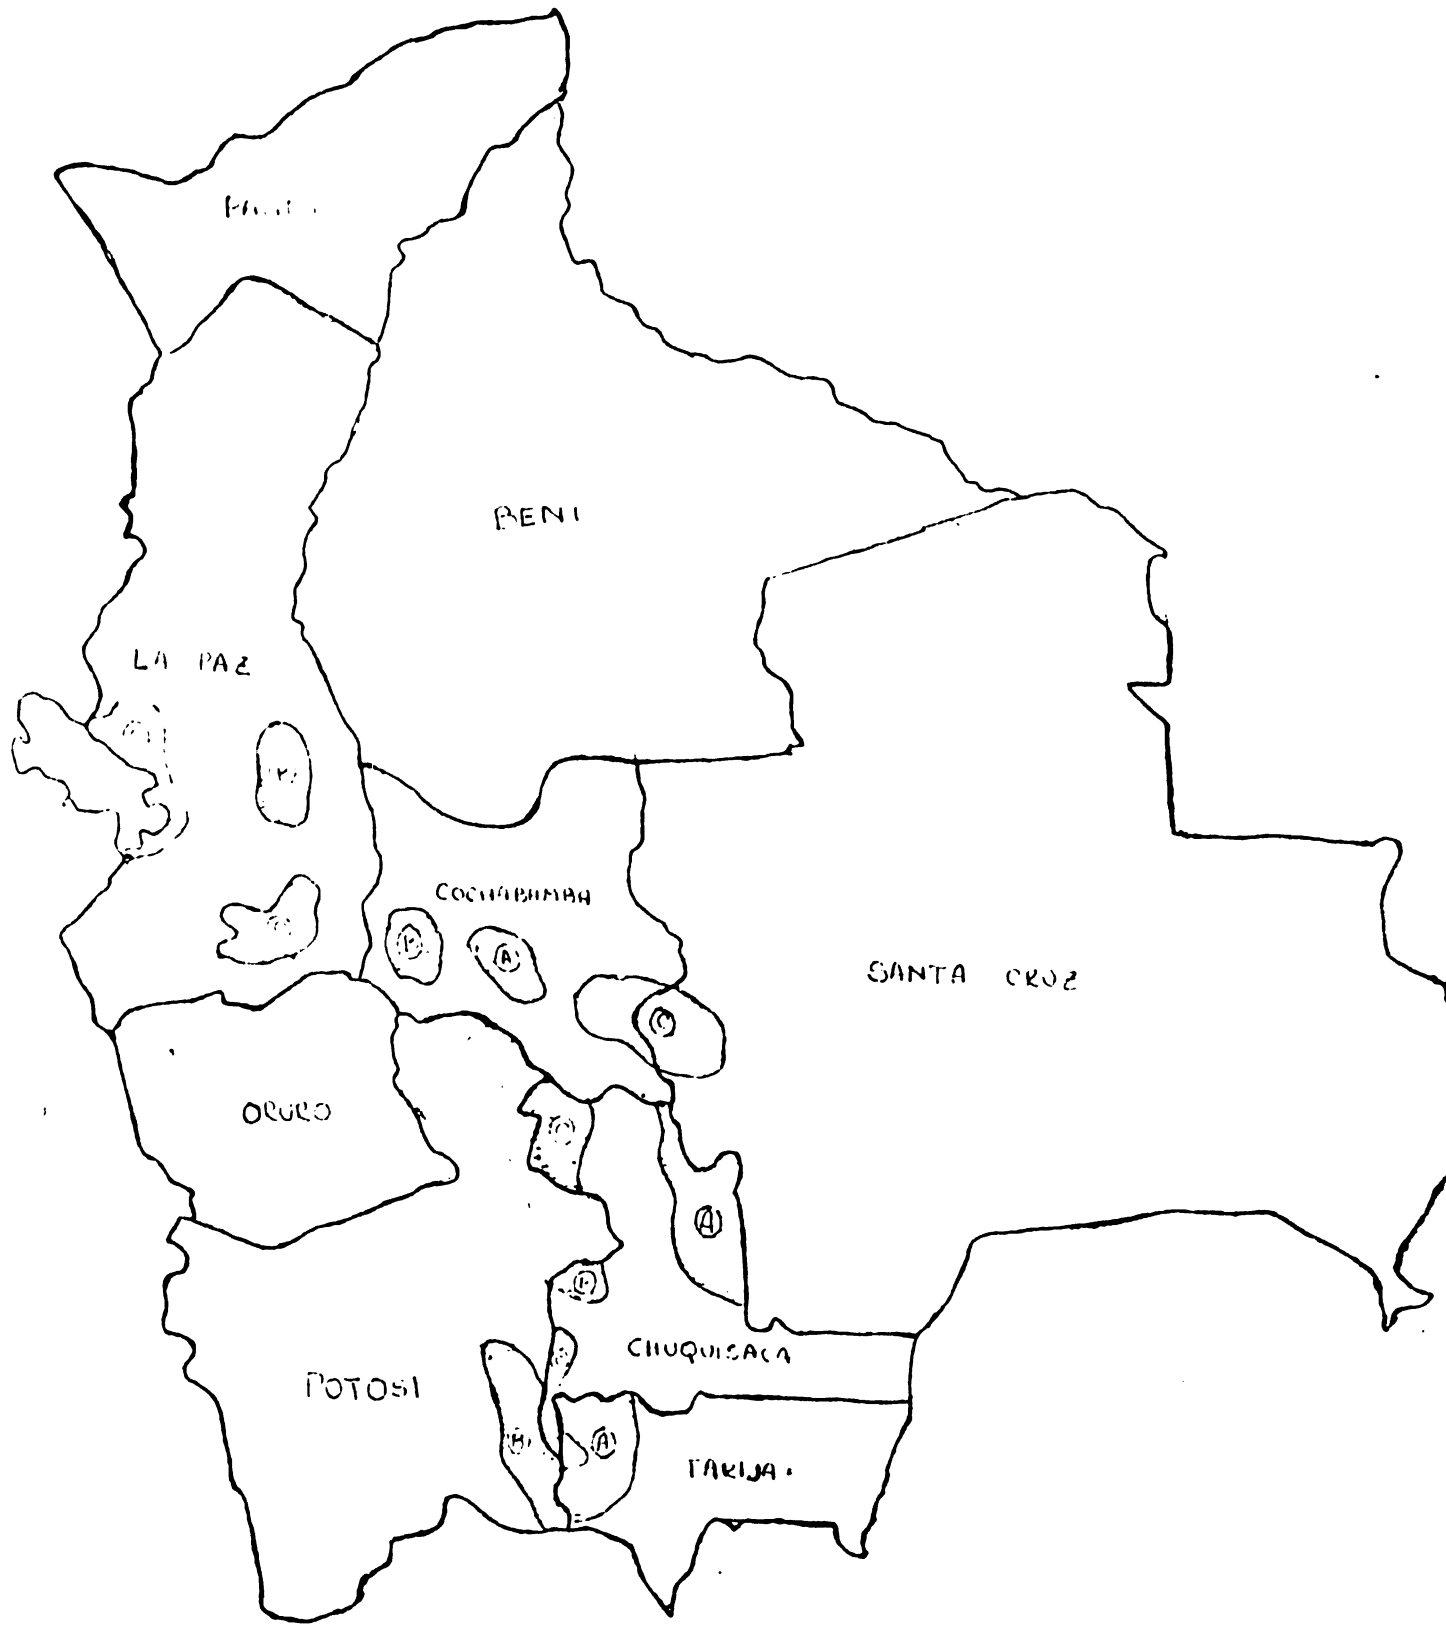 BENI
LA PAZ
B
COCHABAMBA
B
A
SANTA CRUZ
C
ORURO
A
B
CHUQUISACA
POTOSI
B
A
TARIJA